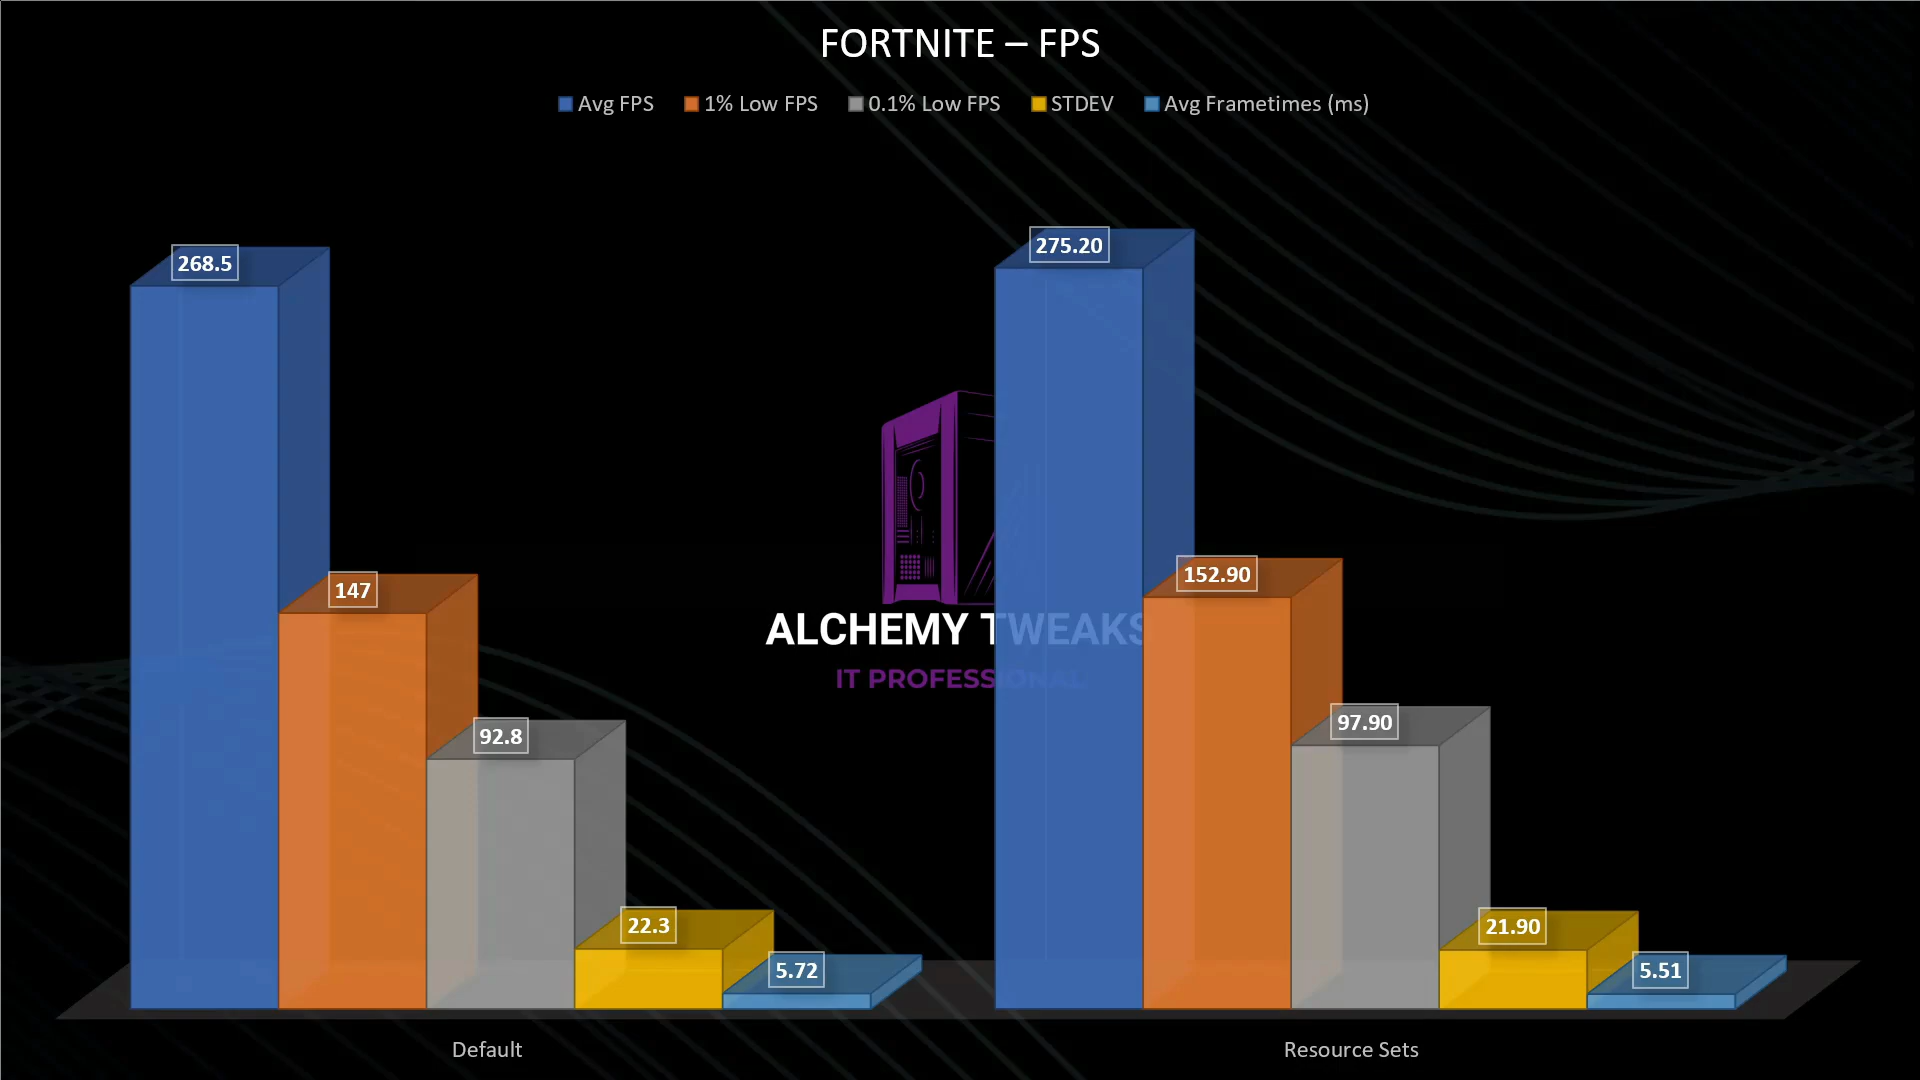 FORTNITE – FPS
Avg FPS 1% Low FPS 0.1% Low FPS STDEV Avg Frametimes (ms)
268.5
275.20
147
152.90
ALCHEMY TWEAKS
IT PROFESSIONAL
92.8
97.90
22.3
21.90
5.72
5.51
Default
Resource Sets